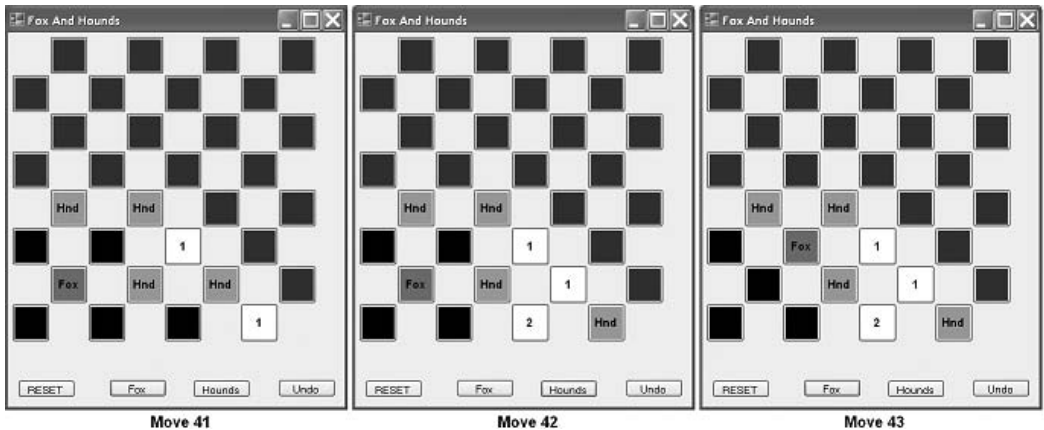 Fox And Hounds
Hnd Hnd
1
Fox Hnd Hnd
1
RESET Fox Hounds Undo
Move 41
Fox And Hounds
Hnd Hnd
1
Fox Hnd 1
2 Hnd
RESET Fox Hounds Undo
Move 42
Fox And Hounds
Hnd Hnd
Fox 1
Hnd 1
2 Hnd
RESET Fox Hounds Undo
Move 43